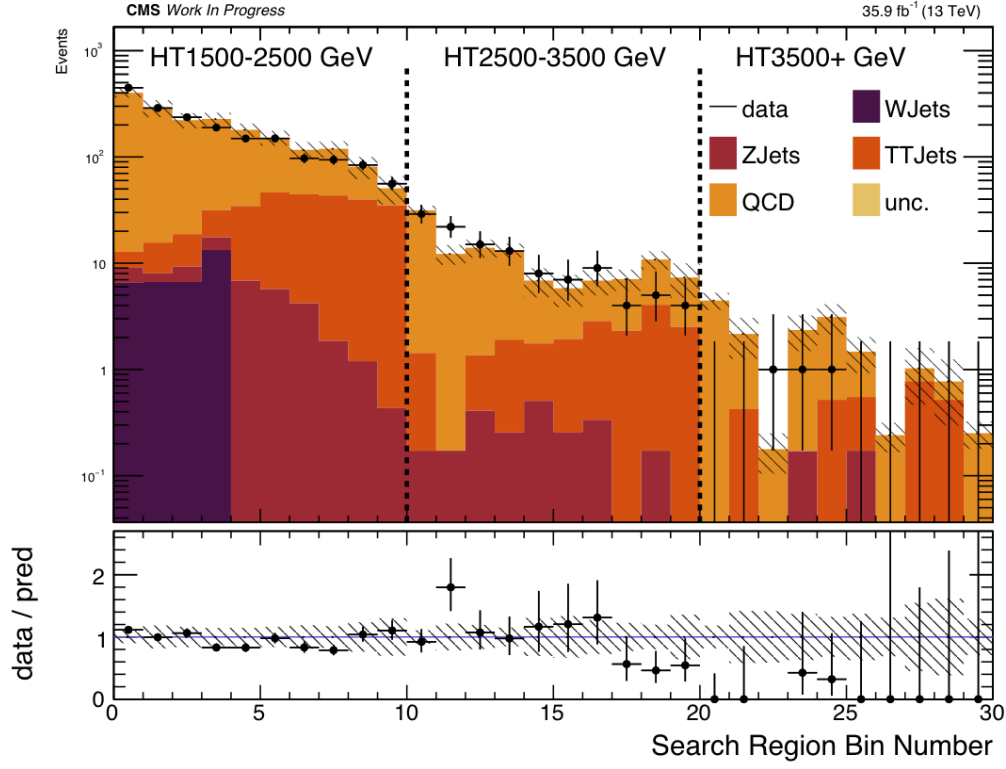 CMS Work In Progress
35.9 fb⁻¹ (13 TeV)
Events
10³
10²
10
1
10⁻¹
HT1500-2500 GeV
HT2500-3500 GeV
HT3500+ GeV
data
WJets
ZJets
TTJets
QCD
unc.
data / pred
2
1
0
0
5
10
15
20
25
30
Search Region Bin Number